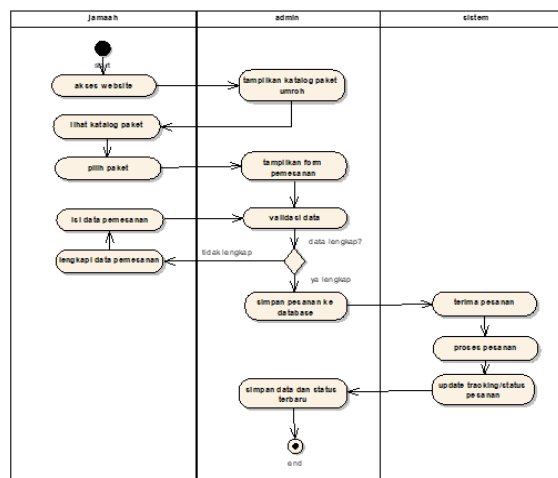 jamaah
admin
sistem
start
akses website
tampilkan katalog paket
umroh
lihat katalog paket
pilih paket
tampilkan form
pemesanan
isi data pemesanan
validasi data
data lengkap?
tidak lengkap
lengkapi data pemesanan
ya lengkap
simpan pesanan ke
database
terima pesanan
proses pesanan
update tracking/status
pesanan
simpan data dan status
terbaru
end